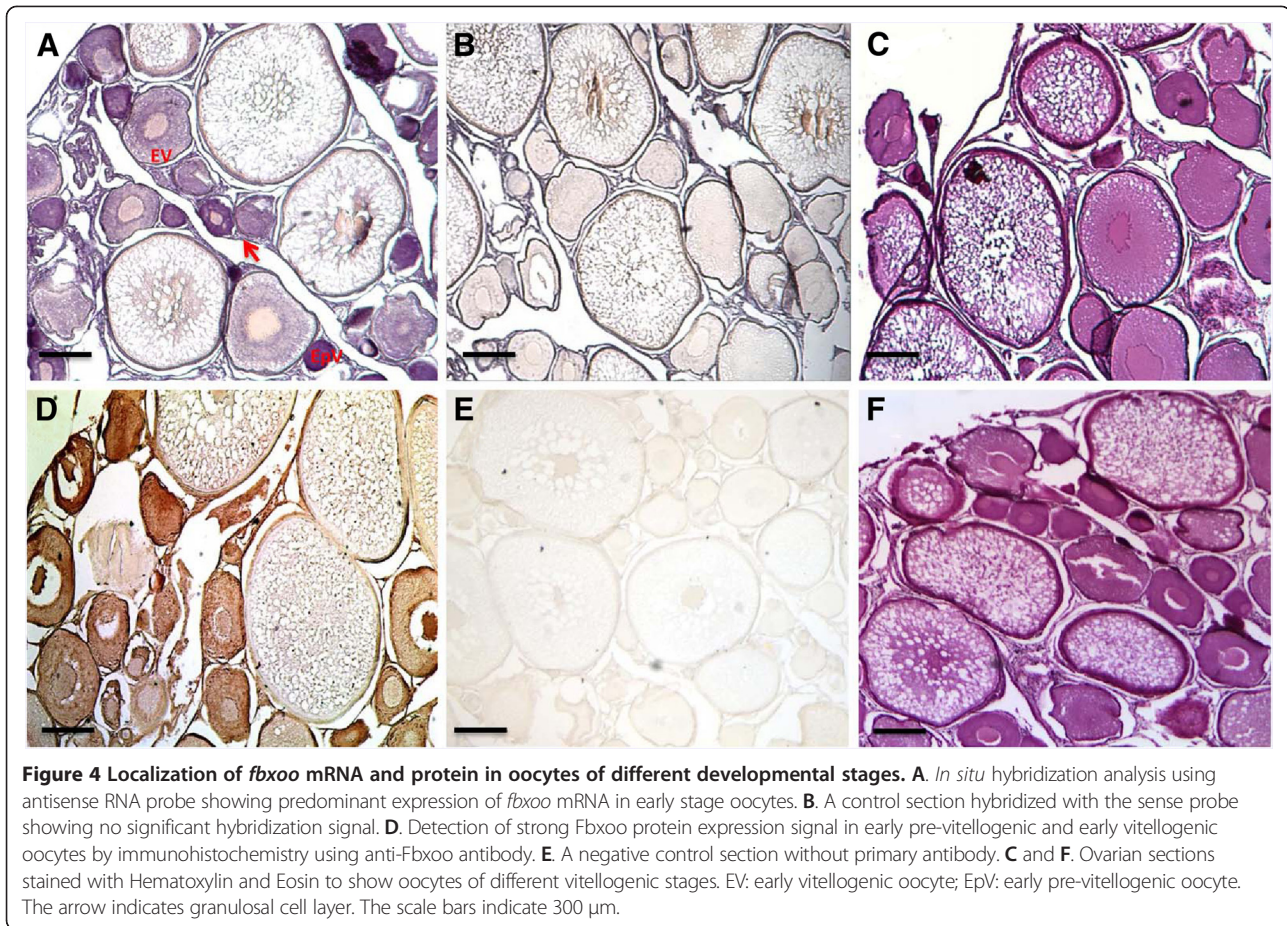 A
B
C
EV
EpV
D
E
F
Figure 4 Localization of fbxoo mRNA and protein in oocytes of different developmental stages. A. In situ hybridization analysis using
antisense RNA probe showing predominant expression of fbxoo mRNA in early stage oocytes. B. A control section hybridized with the sense probe
showing no significant hybridization signal. D. Detection of strong Fbxoo protein expression signal in early pre-vitellogenic and early vitellogenic
oocytes by immunohistochemistry using anti-Fbxoo antibody. E. A negative control section without primary antibody. C and F. Ovarian sections
stained with Hematoxylin and Eosin to show oocytes of different vitellogenic stages. EV: early vitellogenic oocyte; EpV: early pre-vitellogenic oocyte.
The arrow indicates granulosal cell layer. The scale bars indicate 300 μm.